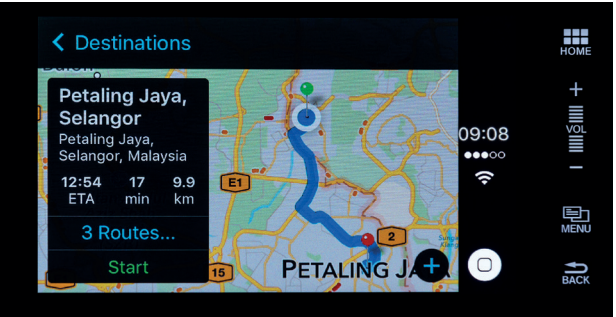 Destinations
HOME
Petaling Jaya,
Selangor
Petaling Jaya,
Selangor, Malaysia
12:54 17 9.9
ETA min km
3 Routes...
Start
E1
2
15
PETALING
09:08
+
VOL
−
MENU
BACK